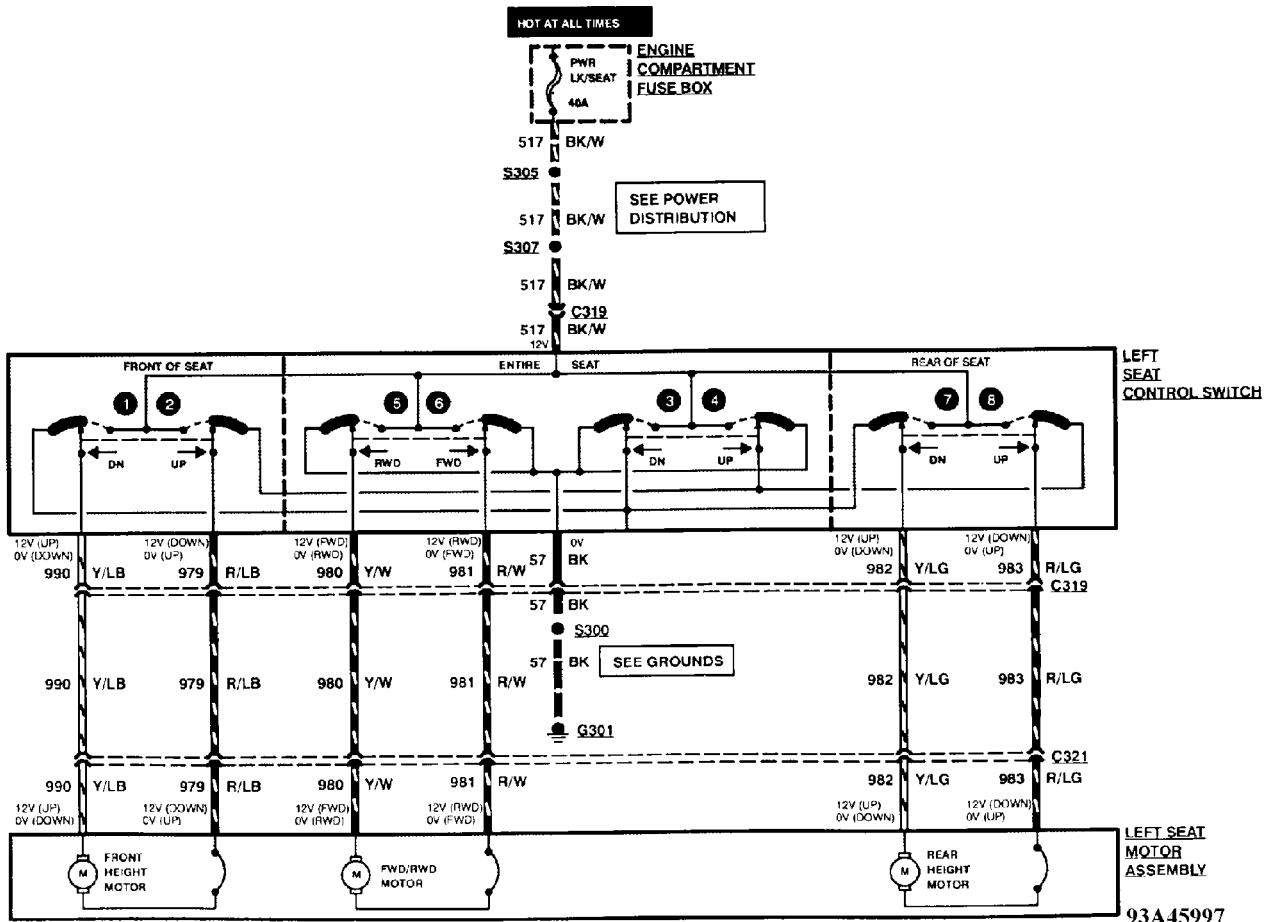 HOT AT ALL TIMES
PWR
LK/SEAT
40A
ENGINE
COMPARTMENT
FUSE BOX
517 BK/W
S305
SEE POWER
DISTRIBUTION
517 BK/W
S307
517 BK/W
C319
517 BK/W
12V
FRONT OF SEAT
ENTIRE SEAT
REAR OF SEAT
LEFT
SEAT
CONTROL SWITCH
1 2 5 6 3 4 7 8
DN UP RWD FWD DN UP DN UP
12V (UP) 12V (DOWN) 12V (FWD) 12V (RWD) 0V 12V (UP) 12V (DOWN)
0V (DOWN) 0V (UP) 0V (RWD) 0V (FWD) 0V (DOWN) 0V (UP)
990 Y/LB 979 R/LB 980 Y/W 981 R/W 57 BK 982 Y/LG 983 R/LG
C319
57 BK
S300
57 BK
SEE GROUNDS
990 Y/LB 979 R/LB 980 Y/W 981 R/W 982 Y/LG 983 R/LG
G301
C321
990 Y/LB 979 R/LB 980 Y/W 981 R/W 982 Y/LG 983 R/LG
12V (UP) 12V (DOWN) 12V (FWD) 12V (RWD) 12V (UP) 12V (DOWN)
0V (DOWN) 0V (UP) 0V (RWD) 0V (FWD) 0V (DOWN) 0V (UP)
M
FRONT
HEIGHT
MOTOR
M
FWD/RWD
MOTOR
M
REAR
HEIGHT
MOTOR
LEFT SEAT
MOTOR
ASSEMBLY
93A45997